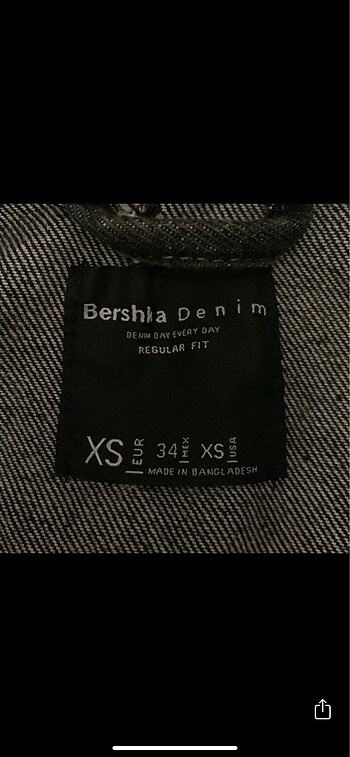 Bershka Denim
DENIM DAY EVERY DAY
REGULAR FIT
XS EUR 34 MEX XS USA
MADE IN BANGLADESH